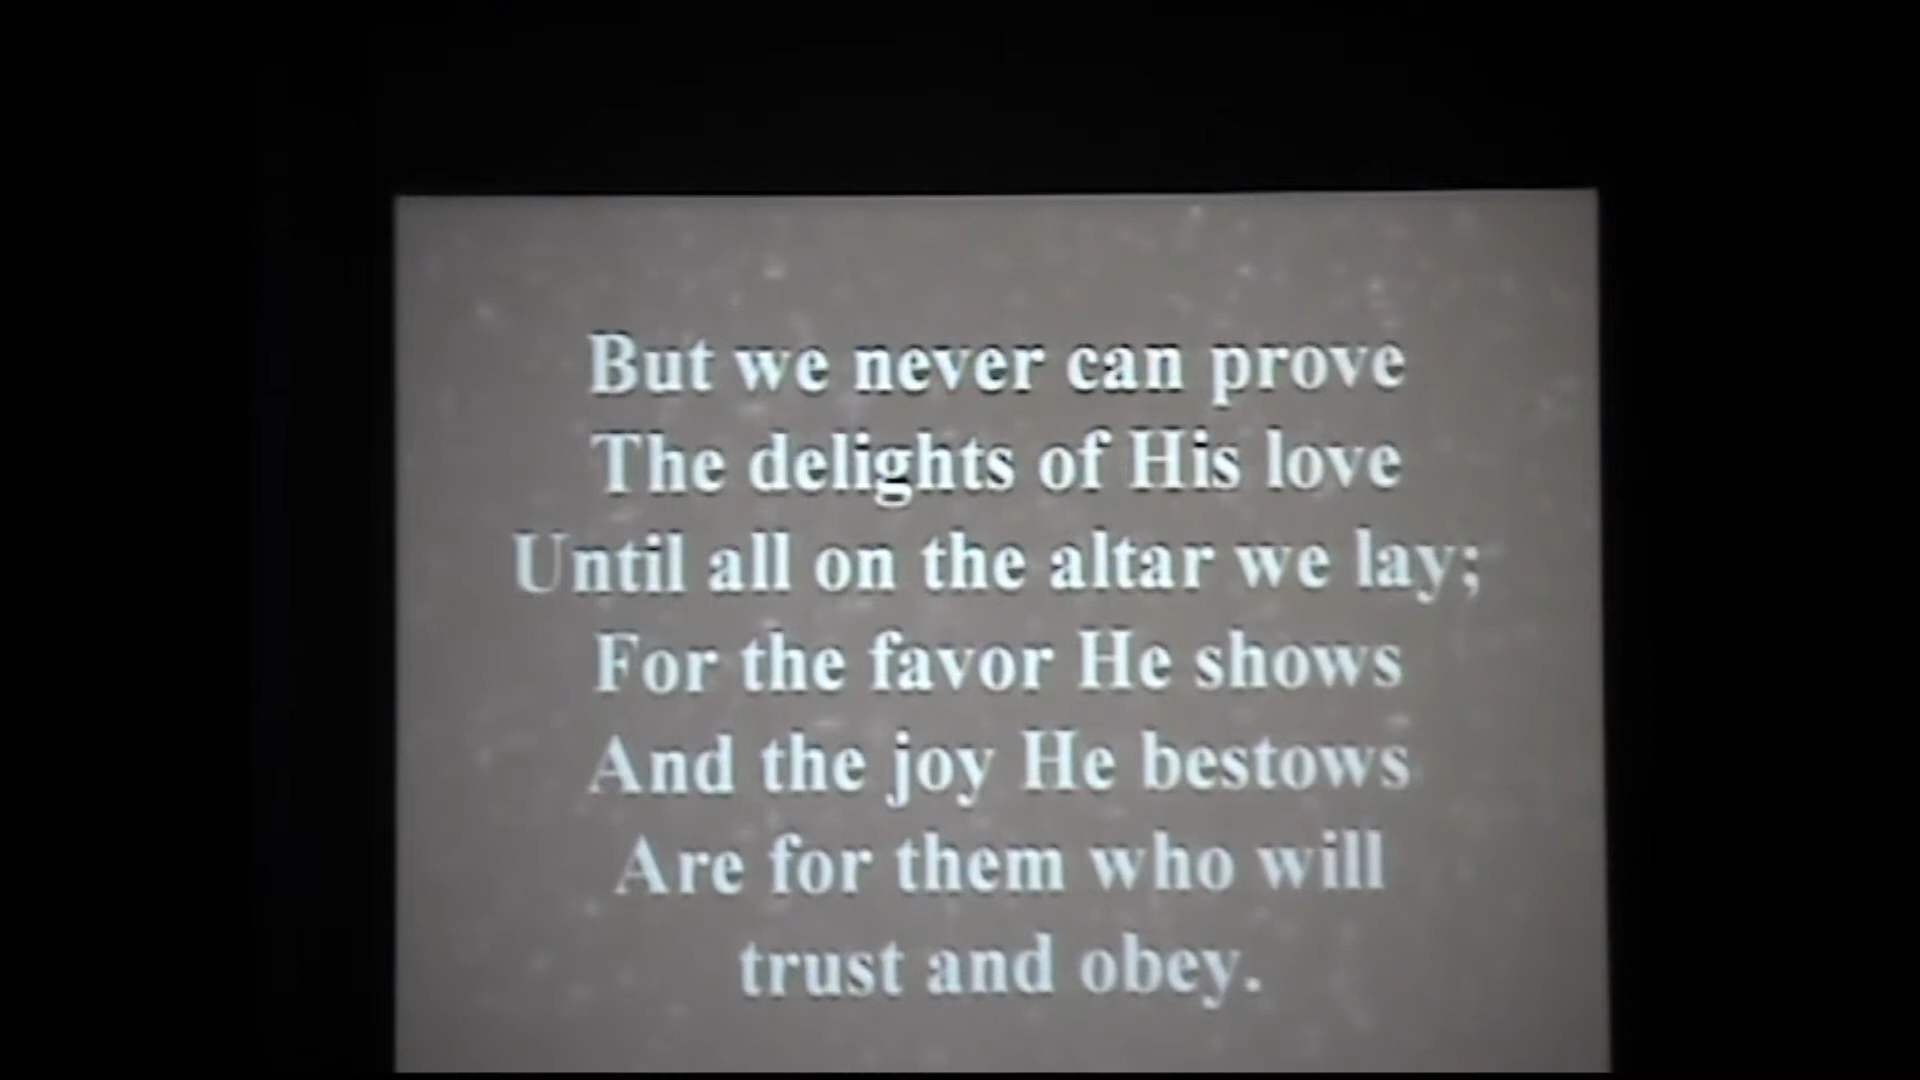 But we never can prove
The delights of His love
Until all on the altar we lay;
For the favor He shows
And the joy He bestows
Are for them who will
trust and obey.